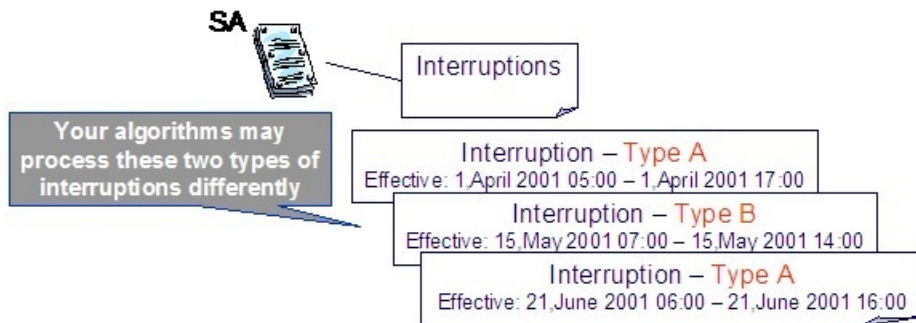 SA
Interruptions
Your algorithms may
process these two types of
interruptions differently
Interruption – Type A
Effective: 1,April 2001 05:00 – 1,April 2001 17:00
Interruption – Type B
Effective: 15,May 2001 07:00 – 15,May 2001 14:00
Interruption – Type A
Effective: 21,June 2001 06:00 – 21,June 2001 16:00